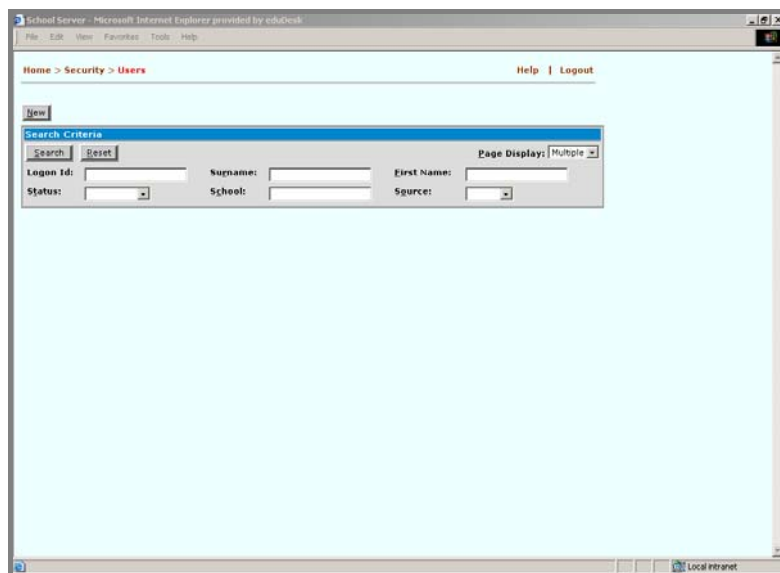 School Server - Microsoft Internet Explorer provided by eduDesk
File Edit View Favorites Tools Help
Home > Security > Users Help | Logout
New
Search Criteria
Search Reset Page Display: Multiple
Logon Id: Surname: First Name:
Status: School: Source:
Local intranet